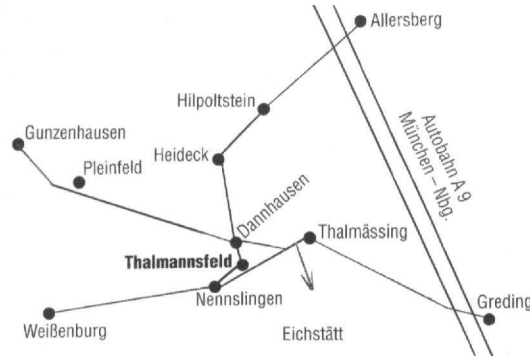 Allersberg
Hilpoltstein
Gunzenhausen
Heideck
Pleinfeld
Autobahn A 9
München – Nbg.
Dannhausen
Thalmässing
Thalmannsfeld
Nennslingen
Greding
Weißenburg
Eichstätt